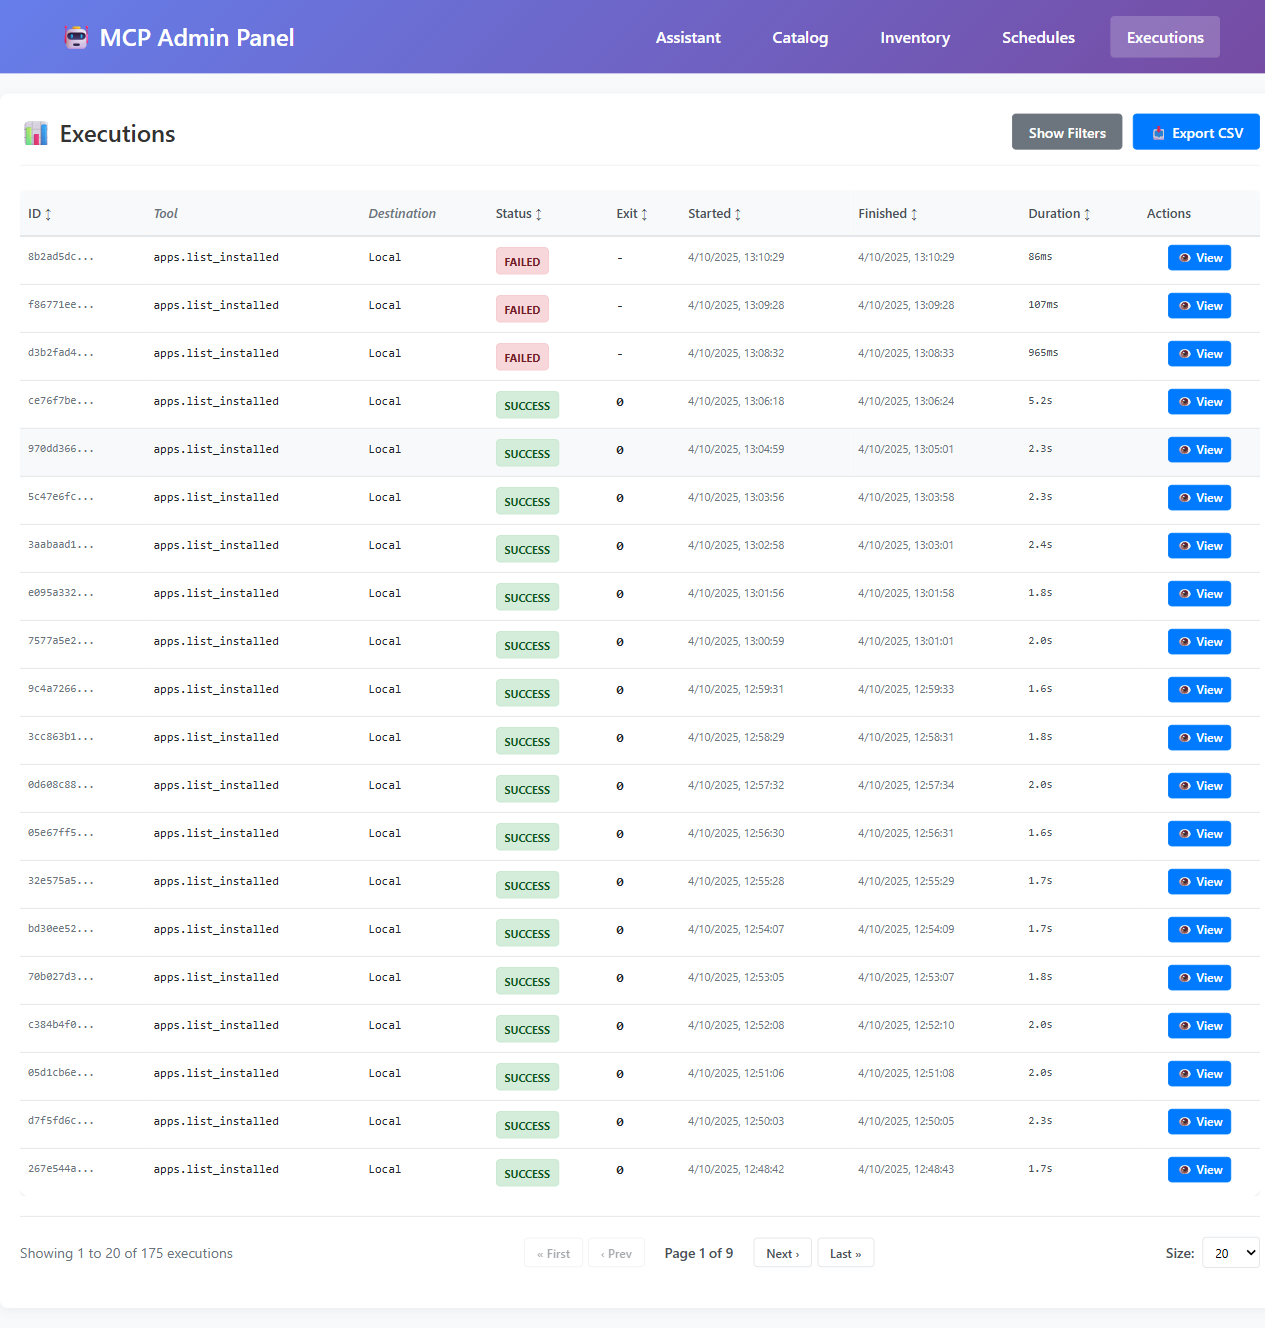 MCP Admin Panel Assistant Catalog Inventory Schedules Executions
Executions Show Filters Export CSV
ID ↕ Tool Destination Status ↕ Exit ↕ Started ↕ Finished ↕ Duration ↕ Actions
8b2ad5dc... apps.list_installed Local FAILED - 4/10/2025, 13:10:29 4/10/2025, 13:10:29 86ms View
f86771ee... apps.list_installed Local FAILED - 4/10/2025, 13:09:28 4/10/2025, 13:09:28 107ms View
d3b2fad4... apps.list_installed Local FAILED - 4/10/2025, 13:08:32 4/10/2025, 13:08:33 965ms View
ce76f7be... apps.list_installed Local SUCCESS 0 4/10/2025, 13:06:18 4/10/2025, 13:06:24 5.2s View
970dd366... apps.list_installed Local SUCCESS 0 4/10/2025, 13:04:59 4/10/2025, 13:05:01 2.3s View
5c47e6fc... apps.list_installed Local SUCCESS 0 4/10/2025, 13:03:56 4/10/2025, 13:03:58 2.3s View
3aabaad1... apps.list_installed Local SUCCESS 0 4/10/2025, 13:02:58 4/10/2025, 13:03:01 2.4s View
e095a332... apps.list_installed Local SUCCESS 0 4/10/2025, 13:01:56 4/10/2025, 13:01:58 1.8s View
7577a5e2... apps.list_installed Local SUCCESS 0 4/10/2025, 13:00:59 4/10/2025, 13:01:01 2.0s View
9c4a7266... apps.list_installed Local SUCCESS 0 4/10/2025, 12:59:31 4/10/2025, 12:59:33 1.6s View
3cc863b1... apps.list_installed Local SUCCESS 0 4/10/2025, 12:58:29 4/10/2025, 12:58:31 1.8s View
0d608c88... apps.list_installed Local SUCCESS 0 4/10/2025, 12:57:32 4/10/2025, 12:57:34 2.0s View
05e67ff5... apps.list_installed Local SUCCESS 0 4/10/2025, 12:56:30 4/10/2025, 12:56:31 1.6s View
32e575a5... apps.list_installed Local SUCCESS 0 4/10/2025, 12:55:28 4/10/2025, 12:55:29 1.7s View
bd30ee52... apps.list_installed Local SUCCESS 0 4/10/2025, 12:54:07 4/10/2025, 12:54:09 1.7s View
70b027d3... apps.list_installed Local SUCCESS 0 4/10/2025, 12:53:05 4/10/2025, 12:53:07 1.8s View
c384b4f0... apps.list_installed Local SUCCESS 0 4/10/2025, 12:52:08 4/10/2025, 12:52:10 2.0s View
05d1cb6e... apps.list_installed Local SUCCESS 0 4/10/2025, 12:51:06 4/10/2025, 12:51:08 2.0s View
d7f5fd6c... apps.list_installed Local SUCCESS 0 4/10/2025, 12:50:03 4/10/2025, 12:50:05 2.3s View
267e544a... apps.list_installed Local SUCCESS 0 4/10/2025, 12:48:42 4/10/2025, 12:48:43 1.7s View
Showing 1 to 20 of 175 executions « First ‹ Prev Page 1 of 9 Next › Last » Size: 20